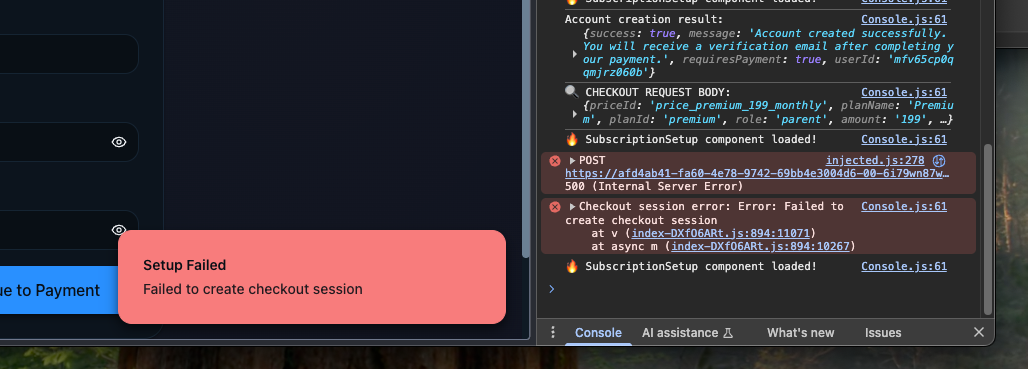 SubscriptionSetup component loaded! Console.js:61
Account creation result: Console.js:61
{success: true, message: 'Account created successfully.
You will receive a verification email after completing y
our payment.', requiresPayment: true, userId: 'mfv65cp0q
qmjrz060b'}
CHECKOUT REQUEST BODY: Console.js:61
{priceId: 'price_premium_199_monthly', planName: 'Premiu
m', planId: 'premium', role: 'parent', amount: '199', …}
SubscriptionSetup component loaded! Console.js:61
POST injected.js:278
https://afd4ab41-fa60-4e78-9742-69bb4e3004d6-00-6i79wn87w…
500 (Internal Server Error)
Checkout session error: Error: Failed to Console.js:61
create checkout session
at v (index-DXfO6ARt.js:894:11071)
at async m (index-DXfO6ARt.js:894:10267)
SubscriptionSetup component loaded! Console.js:61
Setup Failed
Failed to create checkout session
ue to Payment
Console AI assistance What's new Issues